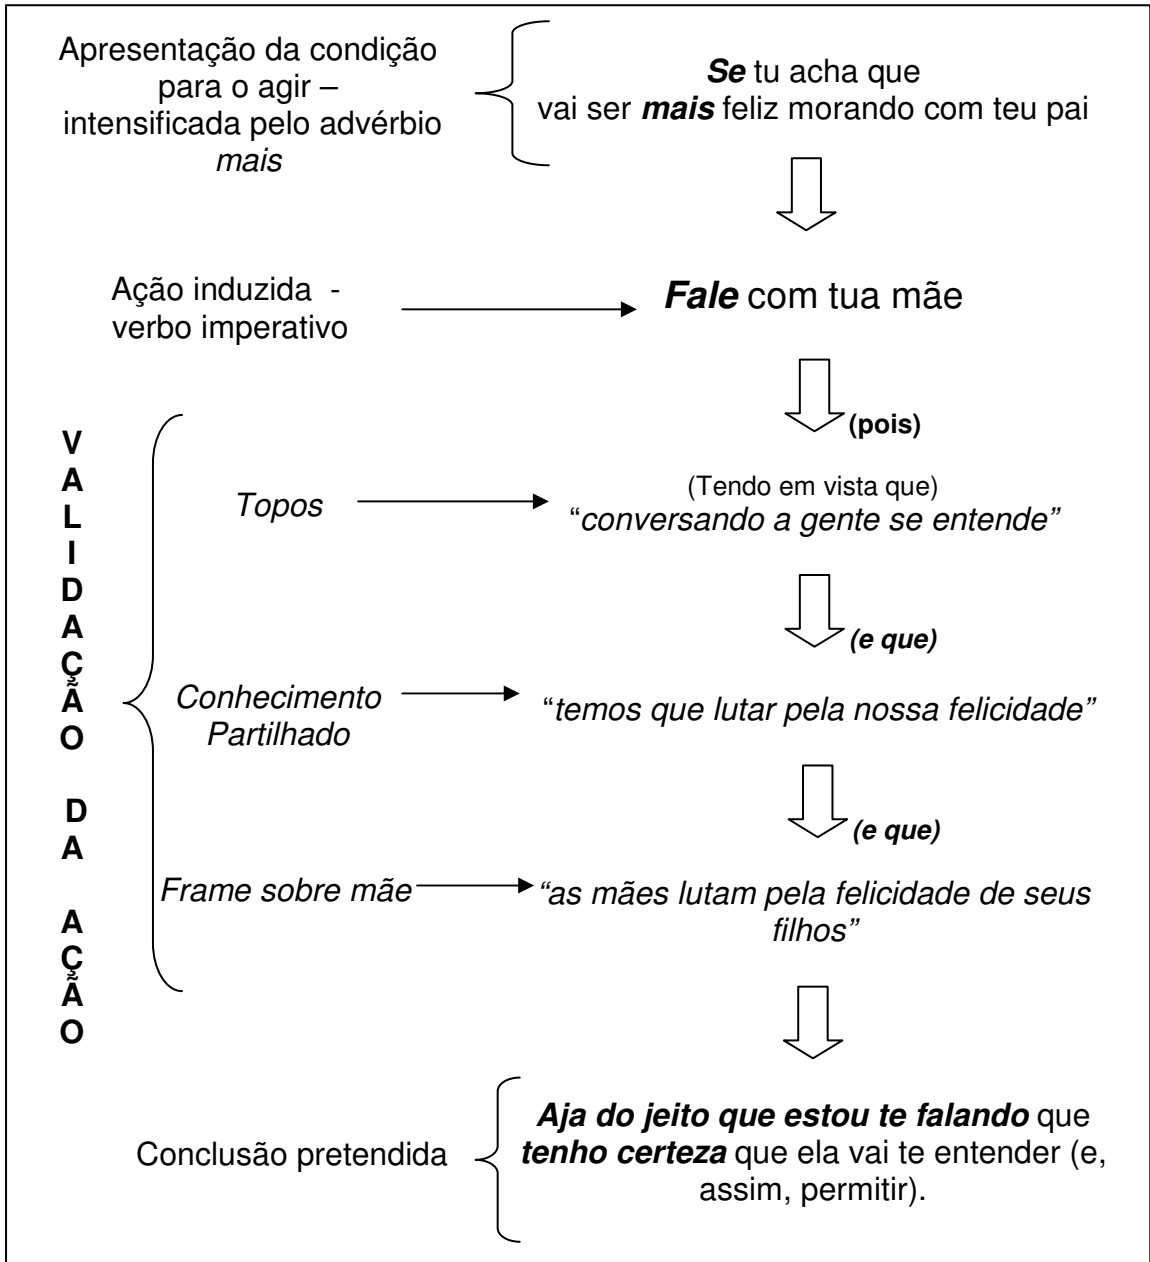 Apresentação da condição
para o agir –
intensificada pelo advérbio
mais
Se tu acha que
vai ser mais feliz morando com teu pai
Ação induzida -
verbo imperativo
Fale com tua mãe
(pois)
VALIDAÇÃO DA AÇÃO
Topos
(Tendo em vista que)
“conversando a gente se entende”
(e que)
Conhecimento
Partilhado
“temos que lutar pela nossa felicidade”
(e que)
Frame sobre mãe
“as mães lutam pela felicidade de seus
filhos”
Conclusão pretendida
Aja do jeito que estou te falando que
tenho certeza que ela vai te entender (e,
assim, permitir).